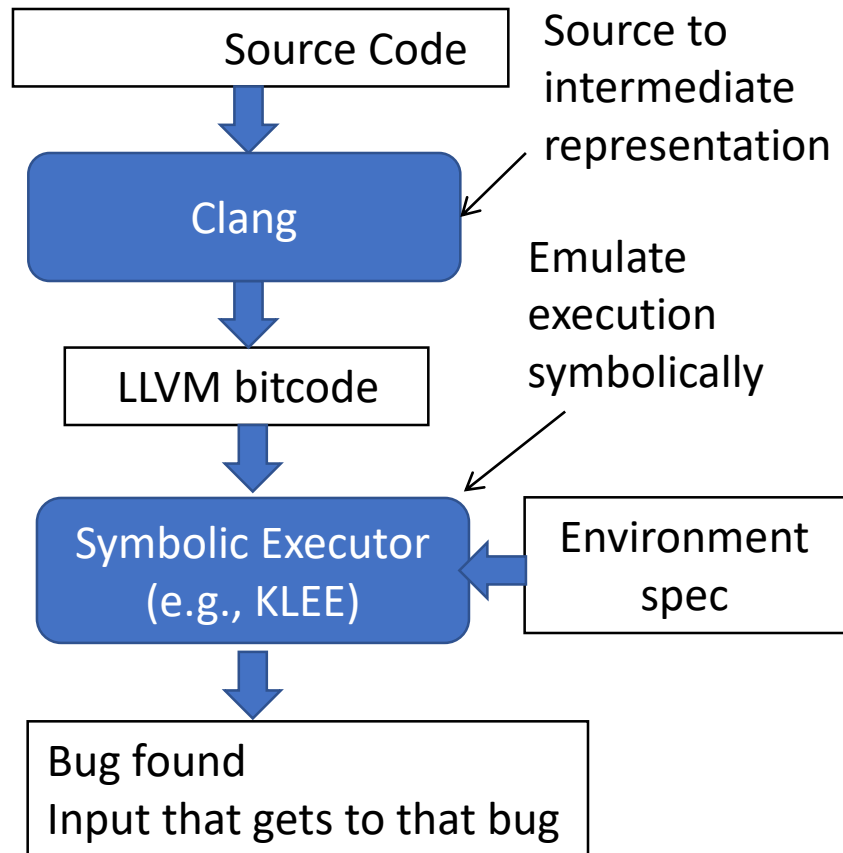 Source Code
Source to
intermediate
representation
Clang
Emulate
execution
symbolically
LLVM bitcode
Symbolic Executor
(e.g., KLEE)
Environment
spec
Bug found
Input that gets to that bug